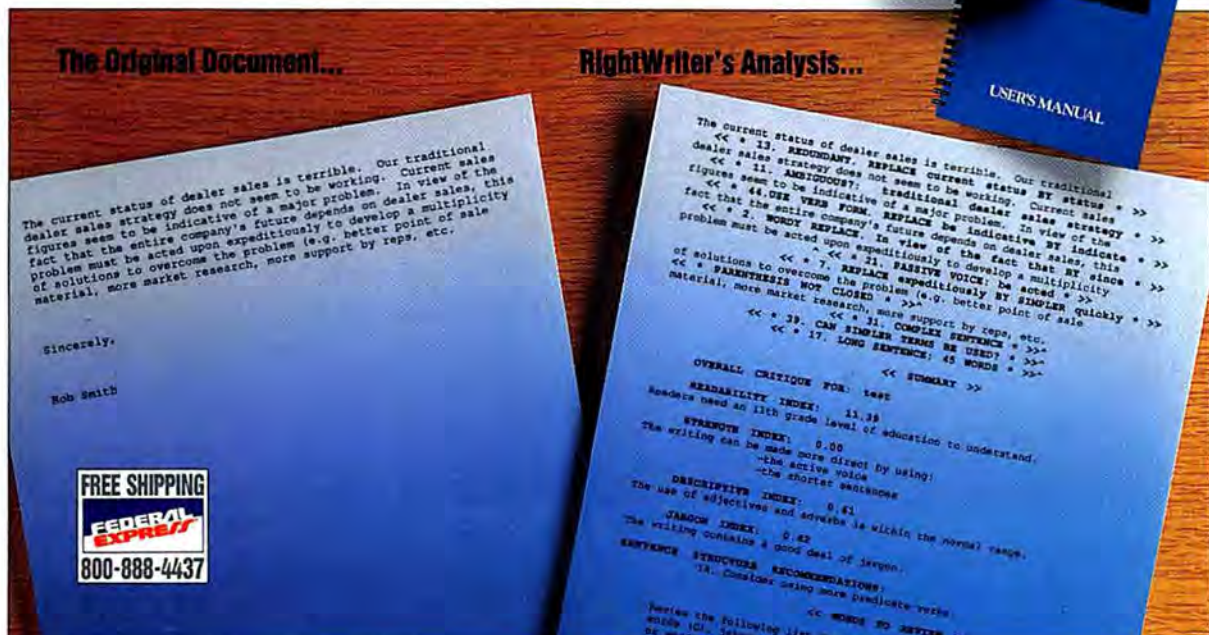 USER'S MANUAL
The Original Document...
The current status of dealer sales is terrible. Our traditional
dealer sales strategy does not seem to be working. Current sales
figures seem to be indicative of a major problem. In view of the
fact that the entire company's future depends on dealer sales, this
problem must be acted upon expeditiously to develop a multiplicity
of solutions to overcome the problem (e.g. better point of sale
material, more market research, more support by reps, etc.
Sincerely,
Bob Smith
FREE SHIPPING
FEDERAL
EXPRESS
800-888-4437
RightWriter's Analysis...
The current status of dealer sales is terrible. Our traditional
<< * 13. REDUNDANT. REPLACE current status BY status * >>
dealer sales strategy does not seem to be working. Current sales
<< * 11. AMBIGUOUS?: traditional dealer sales strategy * >>
figures seem to be indicative of a major problem. In view of the
<< * 44.USE VERB FORM. REPLACE be indicative BY indicate * >>
fact that the entire company's future depends on dealer sales, this
<< * 2. WORDY REPLACE. In view of the fact that BY since * >>
problem must be acted upon expeditiously to develop a multiplicity
<< * 21. PASSIVE VOICE: be acted * >>
<< * 7. REPLACE expeditiously BY SIMPLER quickly * >>
of solutions to overcome the problem (e.g. better point of sale
<< * PARENTHESIS NOT CLOSED * >>^
material, more market research, more support by reps, etc.
<< * 31. COMPLEX SENTENCE * >>^
<< * 39. CAN SIMPLER TERMS BE USED? * >>^
<< * 17. LONG SENTENCE: 45 WORDS * >>^
<< SUMMARY >>
OVERALL CRITIQUE FOR: test
READABILITY INDEX: 11.39
Readers need an 11th grade level of education to understand.
STRENGTH INDEX: 0.00
The writing can be made more direct by using:
-the active voice
-the shorter sentences
DESCRIPTIVE INDEX: 0.61
The use of adjectives and adverbs is within the normal range.
JARGON INDEX: 0.42
The writing contains a good deal of jargon.
SENTENCE STRUCTURE RECOMMENDATIONS:
14. Consider using more predicate verbs.
<< WORDS TO REVIEW
Review the following list